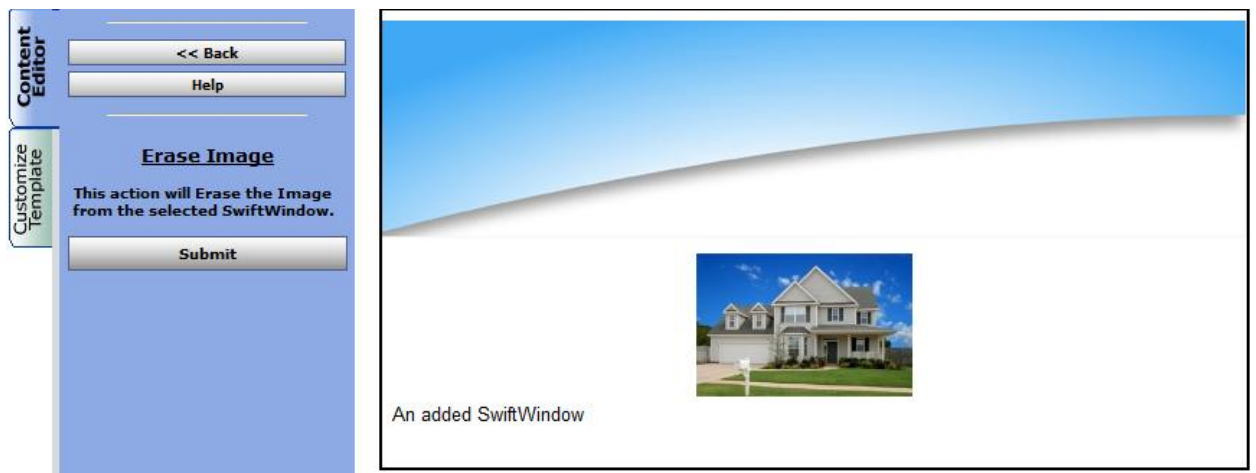 Content
Editor
Customize
Template
<< Back
Help
Erase Image
This action will Erase the Image
from the selected SwiftWindow.
Submit
An added SwiftWindow